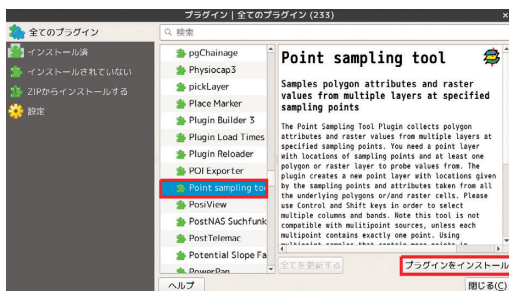 プラグイン | 全てのプラグイン (233)
全てのプラグイン
インストール済
インストールされていない
ZIPからインストールする
設定
検索
pgChainage
Physiocap3
pickLayer
Place Marker
Plugin Builder 3
Plugin Load Times
Plugin Reloader
POI Exporter
Point sampling too
PosiView
PostNAS Suchfunk
PostTelemac
Potential Slope Fa
PowerPan
Point sampling tool
Samples polygon attributes and raster
values from multiple layers at specified
sampling points
The Point Sampling Tool Plugin collects polygon
attributes and raster values from multiple layers at
specified sampling points. You need a point layer
with locations of sampling points and at least one
polygon or raster layer to probe values from. The
plugin creates a new point layer with locations given
by the sampling points and attributes taken from all
the underlying polygons or/and raster cells. Please
use Control and Shift keys in order to select
multiple columns and bands. Note this tool is not
compatible with mulitipoint sources, unless each
multipoint contains exactly one point. Using
multipoint samples that contain more points in
全てを更新する
プラグインをインストール
ヘルプ
閉じる(C)